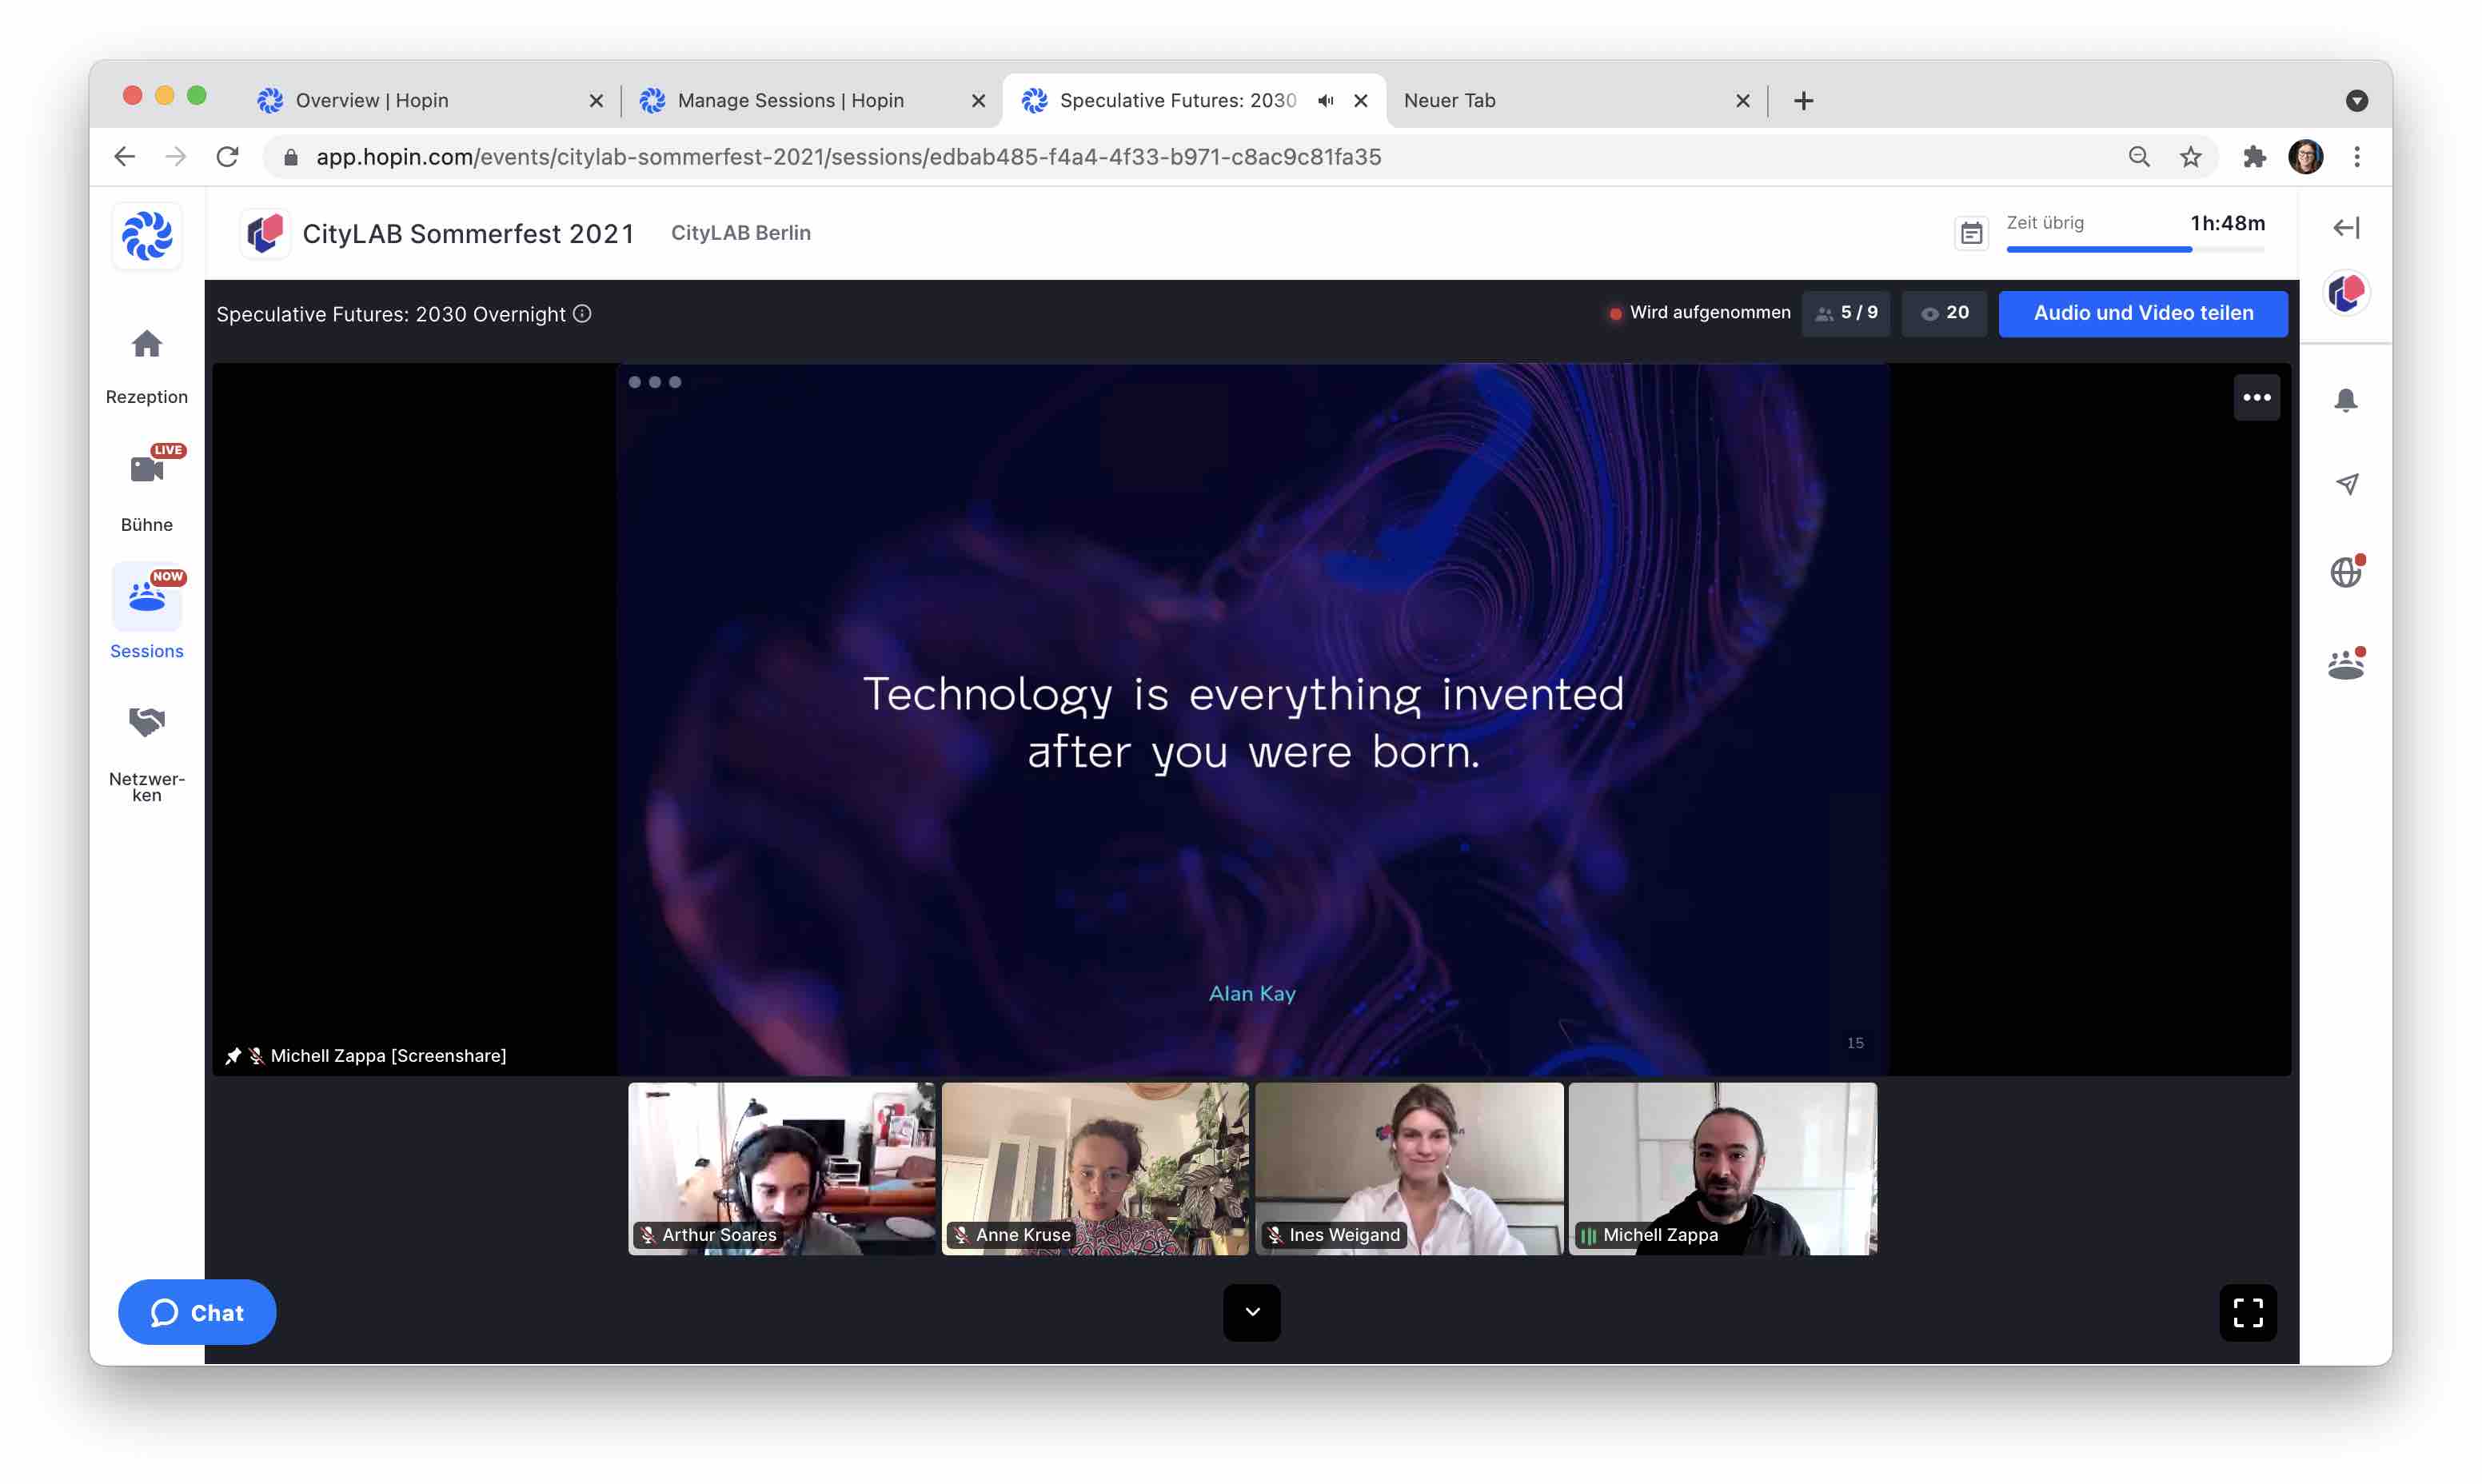 Overview | Hopin
Manage Sessions | Hopin
Speculative Futures: 2030
Neuer Tab
app.hopin.com/events/citylab-sommerfest-2021/sessions/edbab485-f4a4-4f33-b971-c8ac9c81fa35
CityLAB Sommerfest 2021
CityLAB Berlin
Zeit übrig
1h:48m
Speculative Futures: 2030 Overnight
Wird aufgenommen
5 / 9
20
Audio und Video teilen
Rezeption
LIVE
Bühne
NOW
Sessions
Netzwer-
ken
Technology is everything invented
after you were born.
Alan Kay
15
Michell Zappa [Screenshare]
Arthur Soares
Anne Kruse
Ines Weigand
Michell Zappa
Chat